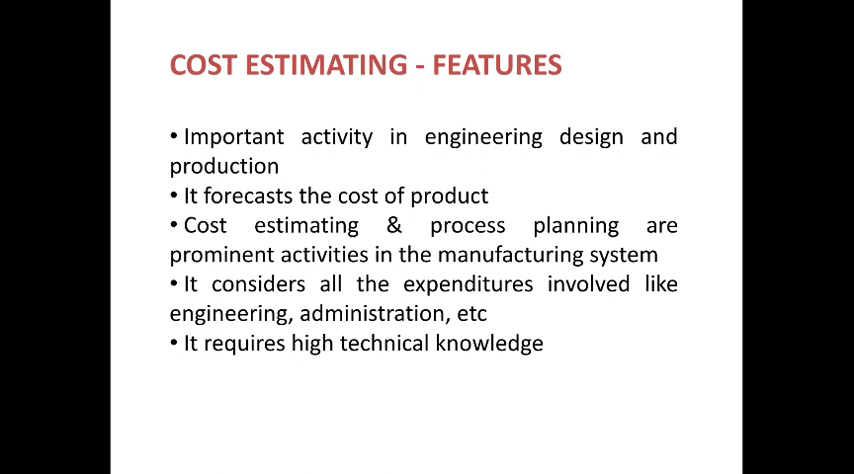 COST ESTIMATING - FEATURES
• Important activity in engineering design and
production
• It forecasts the cost of product
• Cost estimating & process planning are
prominent activities in the manufacturing system
• It considers all the expenditures involved like
engineering, administration, etc
• It requires high technical knowledge